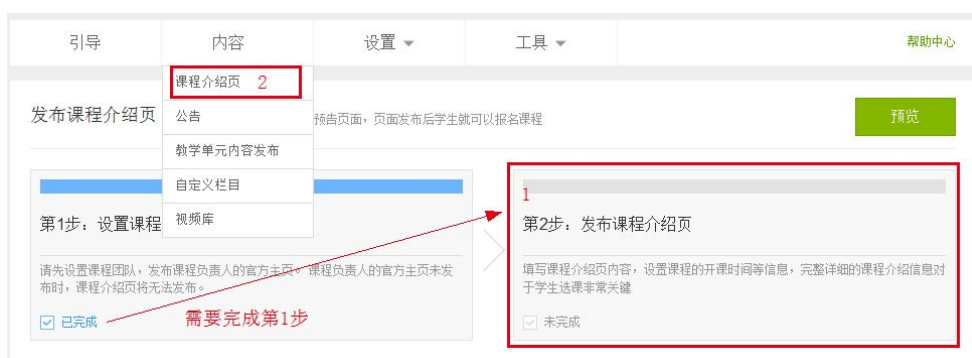 引导 内容 设置 工具 帮助中心
课程介绍页 2
发布课程介绍页 公告 预告页面，页面发布后学生就可以报名课程 预览
教学单元内容发布
自定义栏目
视频库
第1步：设置课程
请先设置课程团队，发布课程负责人的官方主页。课程负责人的官方主页未发
布时，课程介绍页将无法发布。
已完成
需要完成第1步
1
第2步：发布课程介绍页
填写课程介绍页内容，设置课程的开课时间等信息，完整详细的课程介绍信息对
于学生选课非常关键
未完成